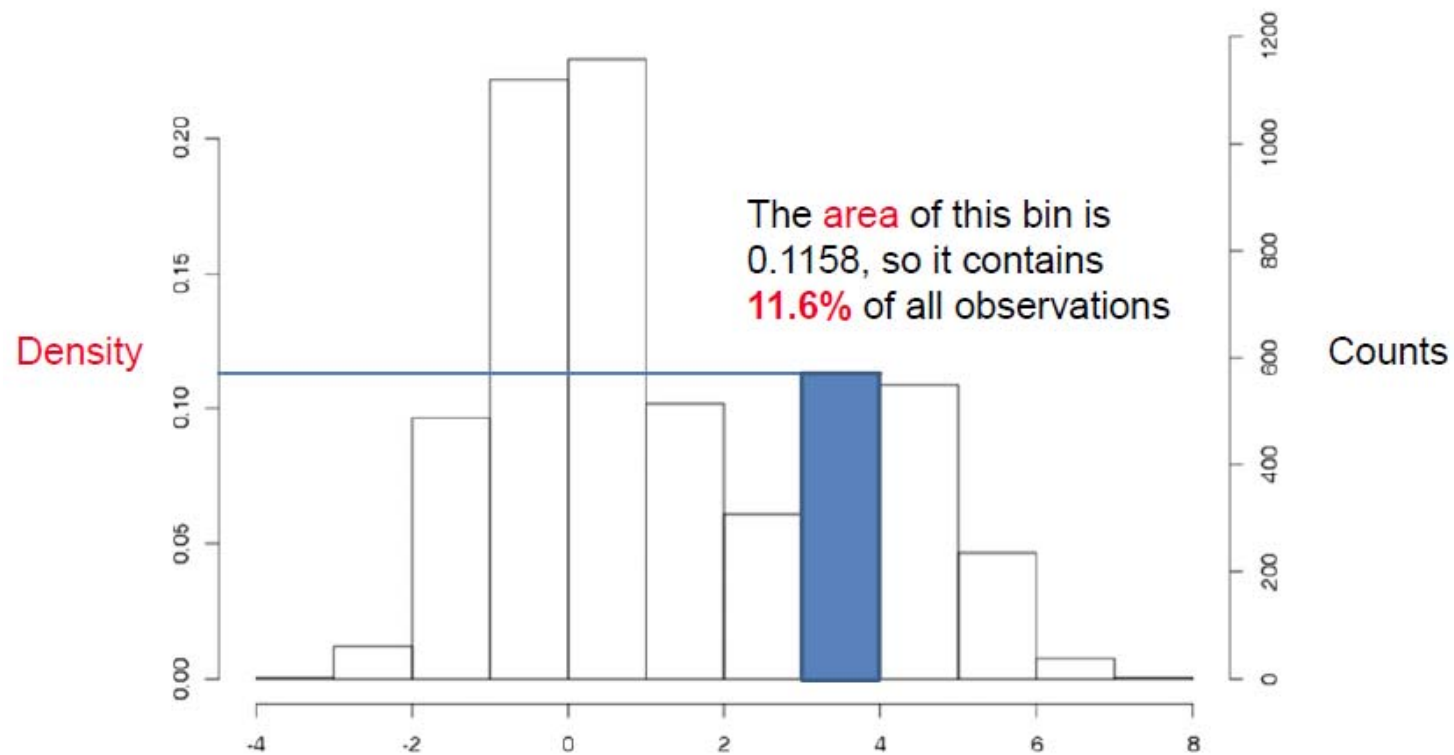 1200
0.20
1000
The area of this bin is
0.1158, so it contains
11.6% of all observations
0.15
800
Density
600
Counts
0.10
400
0.05
200
0.00
0
-4 -2 0 2 4 6 8